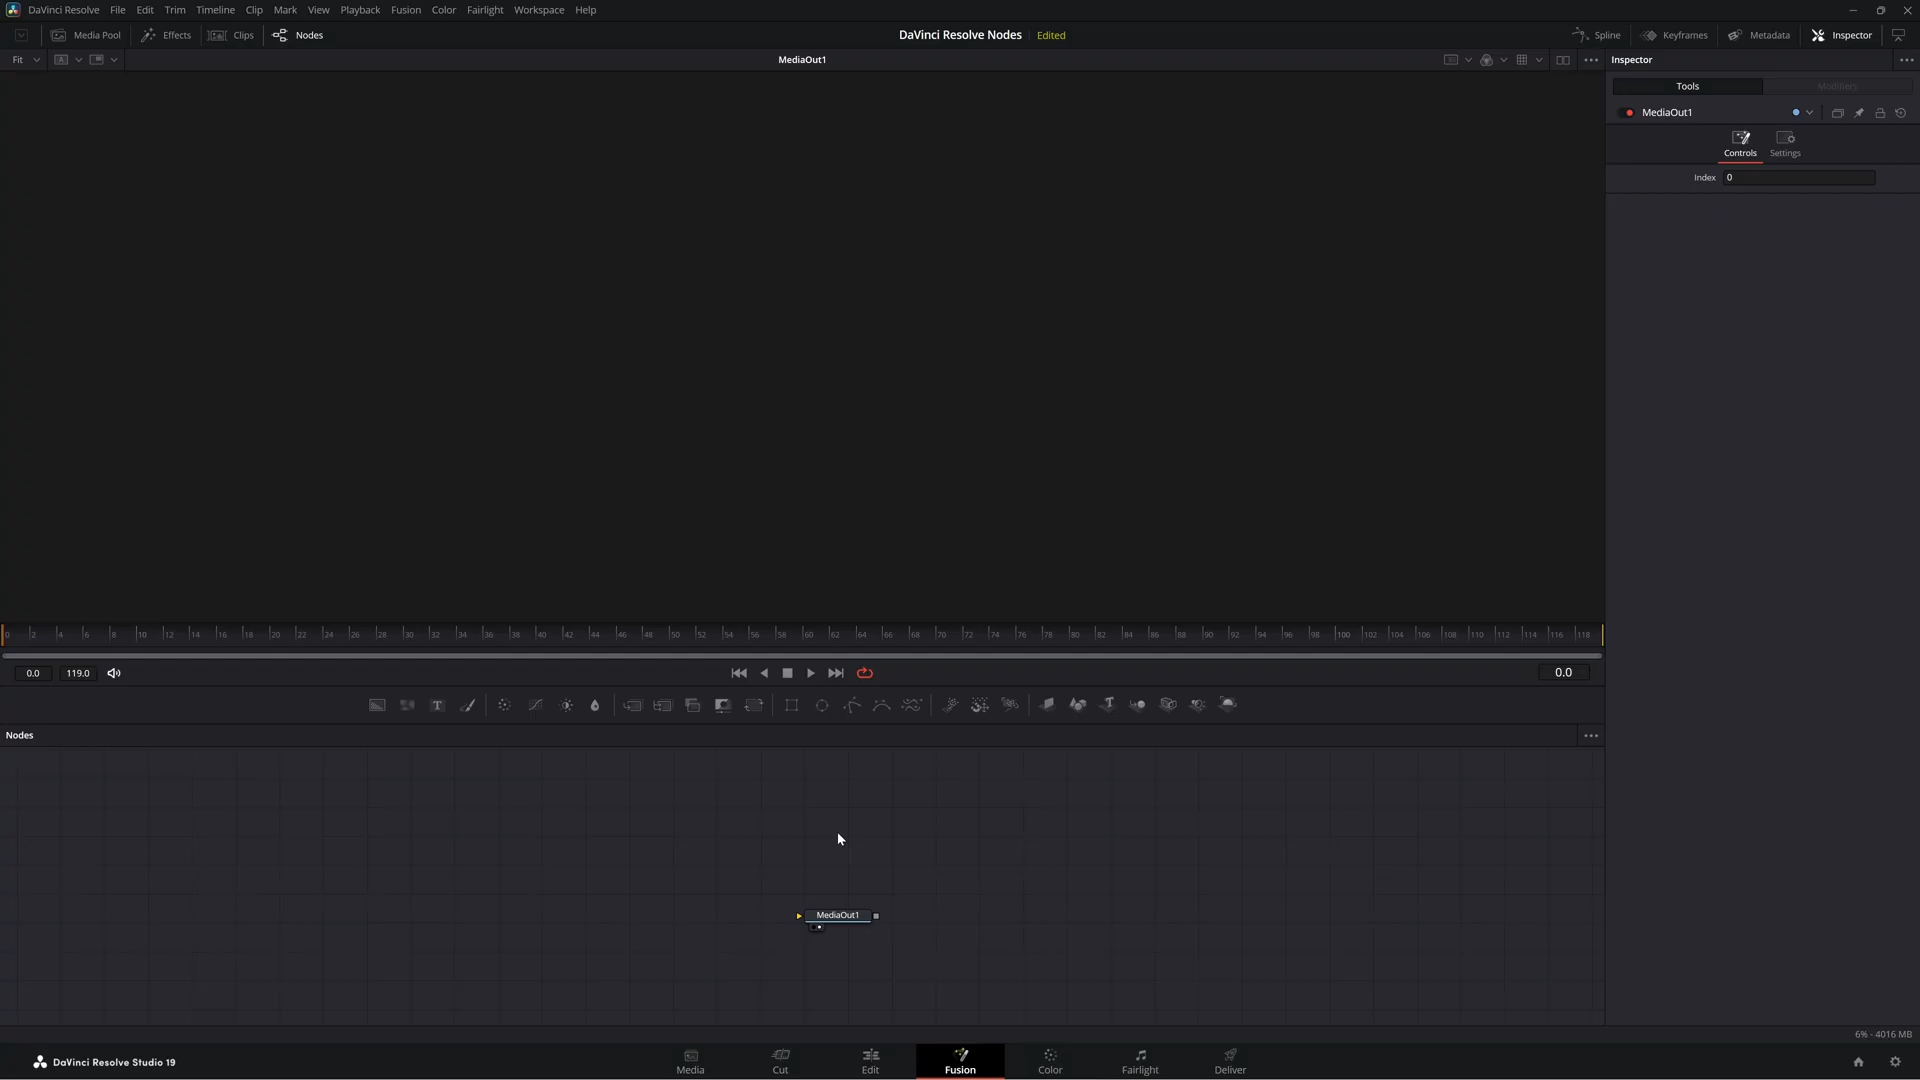 DaVinci Resolve File Edit Trim Timeline Clip Mark View Playback Fusion Color Fairlight Workspace Help
Media Pool Effects Clips Nodes DaVinci Resolve Nodes Edited Spline Keyframes Metadata Inspector
Fit MediaOut1 Inspector
Tools Modifiers
MediaOut1
Controls Settings
Index 0
0 2 4 6 8 10 12 14 16 18 20 22 24 26 28 30 32 34 36 38 40 42 44 46 48 50 52 54 56 58 60 62 64 66 68 70 72 74 76 78 80 82 84 86 88 90 92 94 96 98 100 102 104 106 108 110 112 114 116 118
0.0 119.0 0.0
T T
Nodes
MediaOut1
6% - 4016 MB
DaVinci Resolve Studio 19
Media Cut Edit Fusion Color Fairlight Deliver